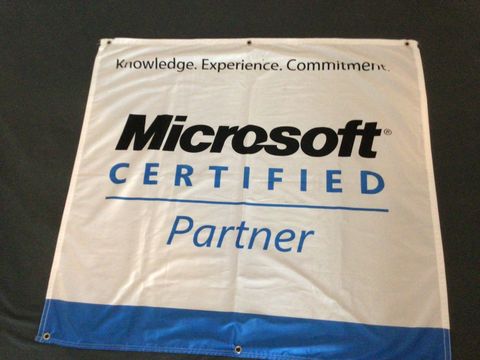 Knowledge. Experience. Commitment.
Microsoft®
CERTIFIED
Partner